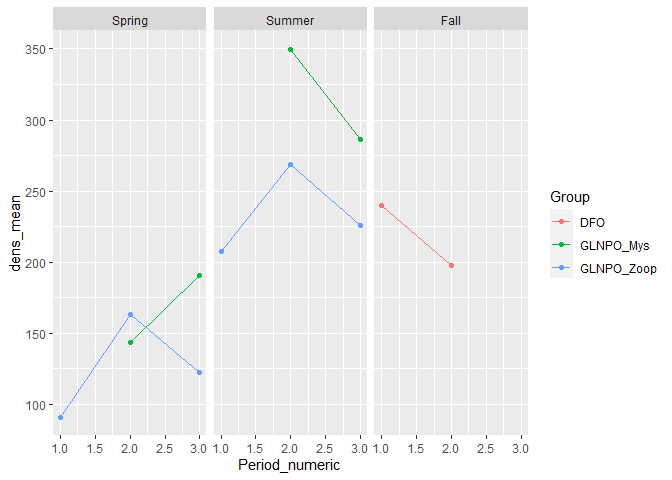 Spring Summer Fall
350
300
250
200
150
100
dens_mean
1.0 1.5 2.0 2.5 3.0 1.0 1.5 2.0 2.5 3.0 1.0 1.5 2.0 2.5 3.0
Period_numeric
Group
DFO
GLNPO_Mys
GLNPO_Zoop